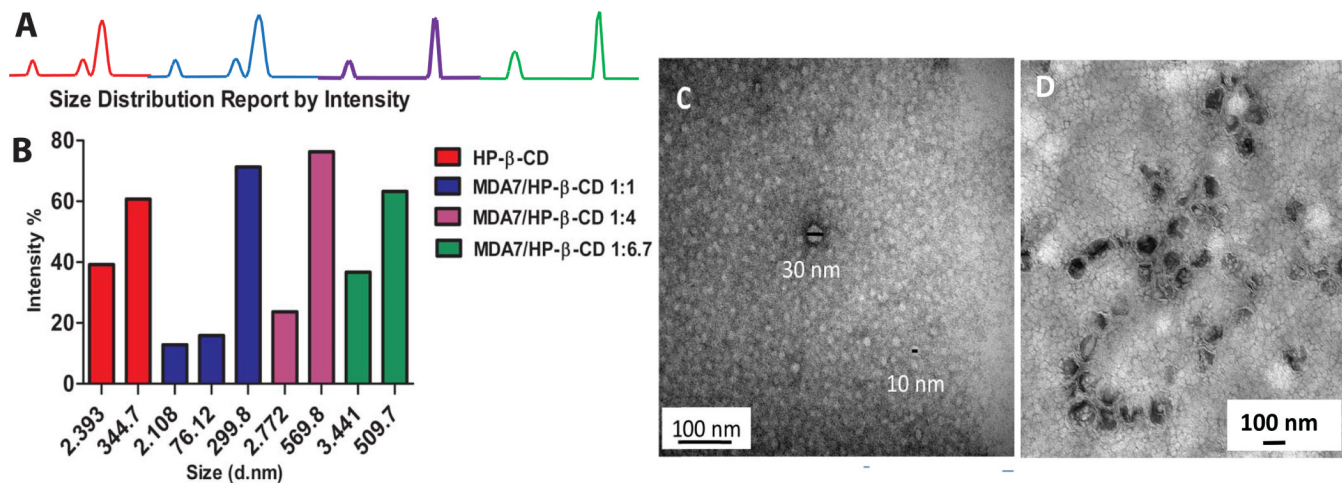 A
Size Distribution Report by Intensity
B
80
60
40
20
0
Intensity %
2.393
344.7
2.108
76.12
299.8
2.772
569.8
3.441
509.7
Size (d.nm)
HP-β-CD
MDA7/HP-β-CD 1:1
MDA7/HP-β-CD 1:4
MDA7/HP-β-CD 1:6.7
C
30 nm
10 nm
100 nm
D
100 nm